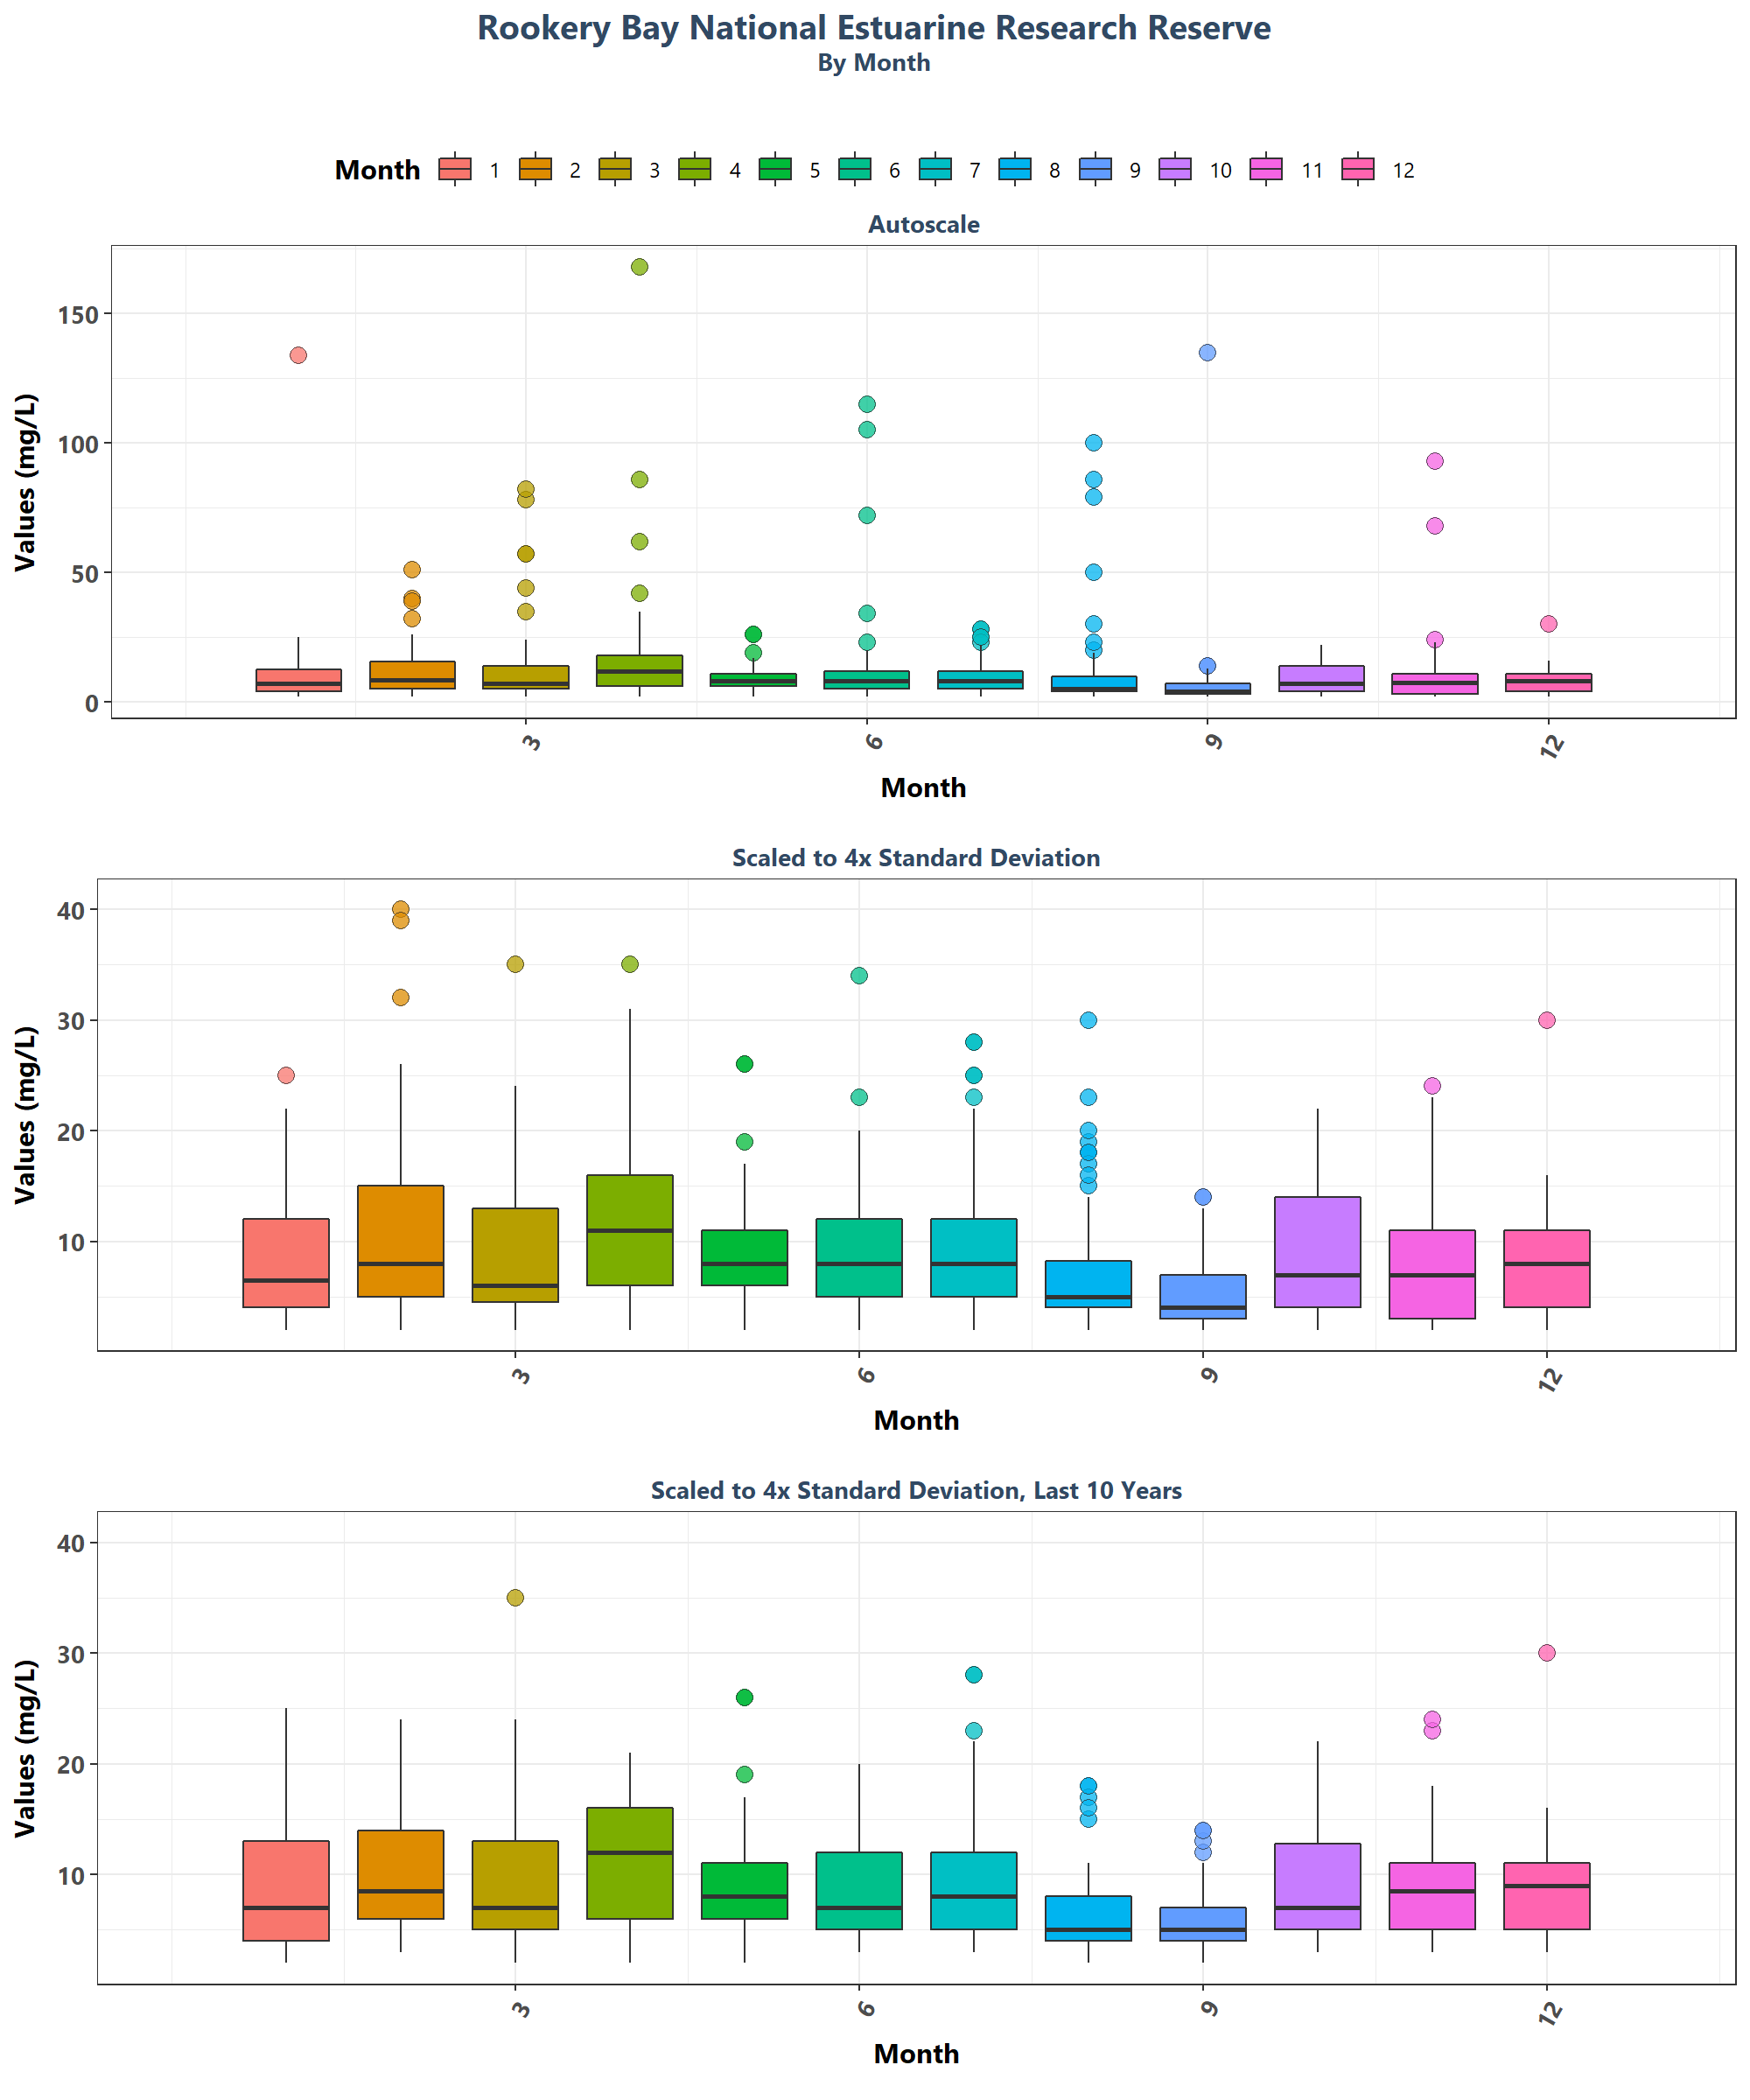 Rookery Bay National Estuarine Research Reserve
By Month
Month 1 2 3 4 5 6 7 8 9 10 11 12
Autoscale
Values (mg/L)
150
100
50
0
3 6 9 12
Month
Scaled to 4x Standard Deviation
Values (mg/L)
40
30
20
10
3 6 9 12
Month
Scaled to 4x Standard Deviation, Last 10 Years
Values (mg/L)
40
30
20
10
3 6 9 12
Month